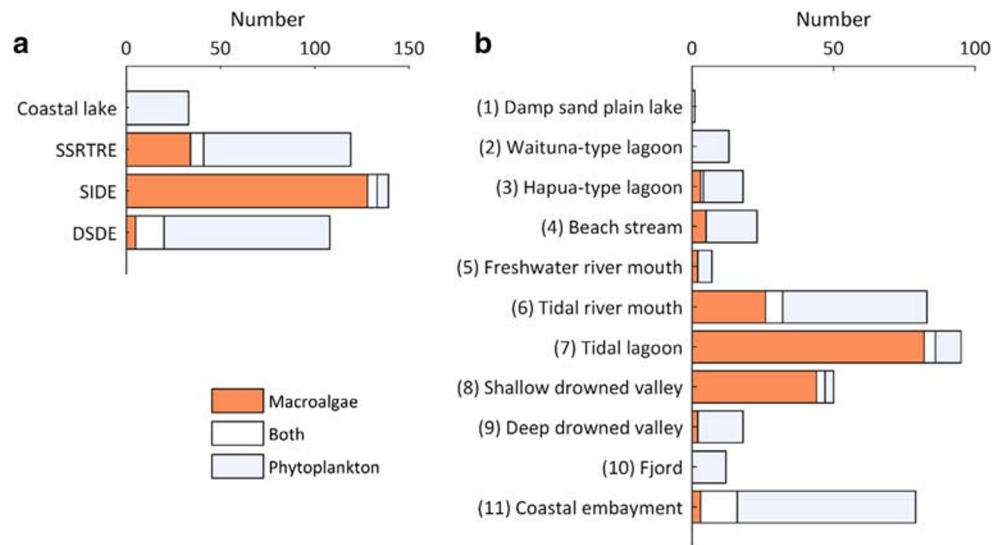 a
Number
0 50 100 150
Coastal lake
SSRTRE
SIDE
DSDE
Macroalgae
Both
Phytoplankton
b
Number
0 50 100
(1) Damp sand plain lake
(2) Waituna-type lagoon
(3) Hapua-type lagoon
(4) Beach stream
(5) Freshwater river mouth
(6) Tidal river mouth
(7) Tidal lagoon
(8) Shallow drowned valley
(9) Deep drowned valley
(10) Fjord
(11) Coastal embayment